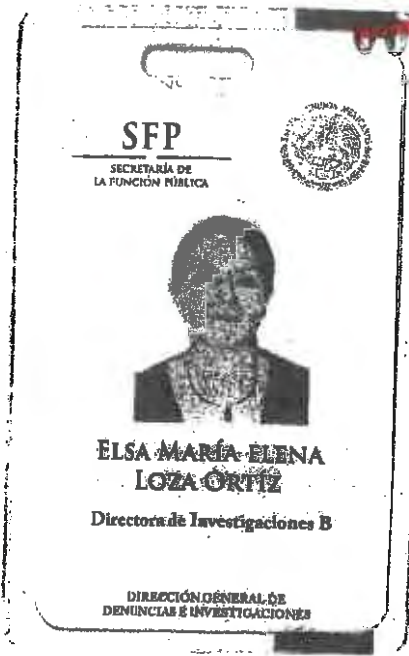 SFP
SECRETARÍA DE
LA FUNCIÓN PÚBLICA
ELSA MARÍA ELENA
LOZA ORTIZ
Directora de Investigaciones B
DIRECCIÓN GENERAL DE
DENUNCIAS E INVESTIGACIONES